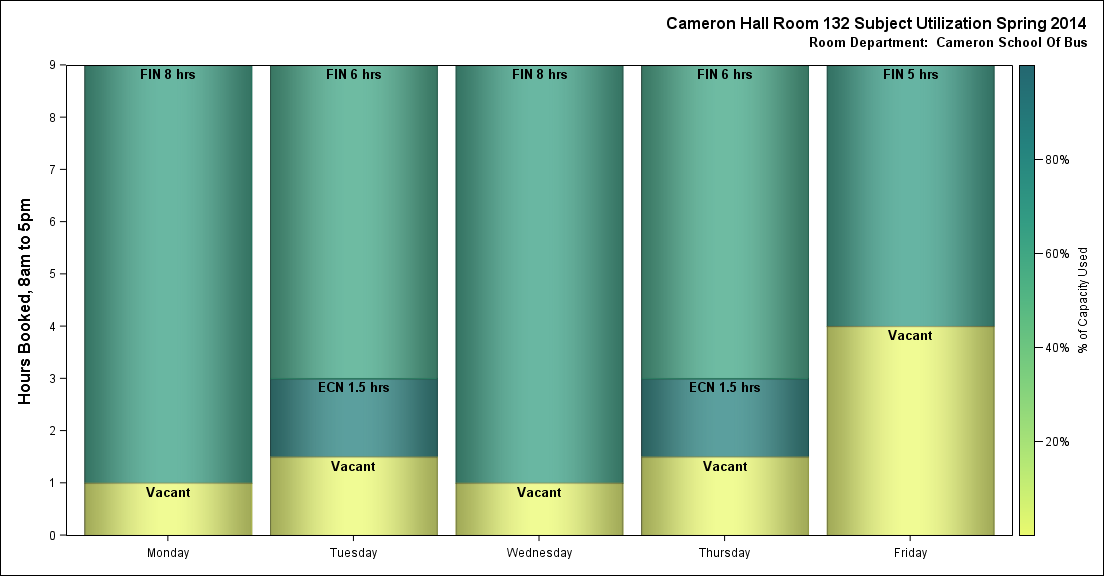 Cameron Hall Room 132 Subject Utilization Spring 2014
Room Department:  Cameron School Of Bus
Hours Booked, 8am to 5pm
9
8
7
6
5
4
3
2
1
0
FIN 8 hrs
Vacant
FIN 6 hrs
ECN 1.5 hrs
Vacant
FIN 8 hrs
Vacant
FIN 6 hrs
ECN 1.5 hrs
Vacant
FIN 5 hrs
Vacant
Monday
Tuesday
Wednesday
Thursday
Friday
80%
60%
40%
20%
% of Capacity Used